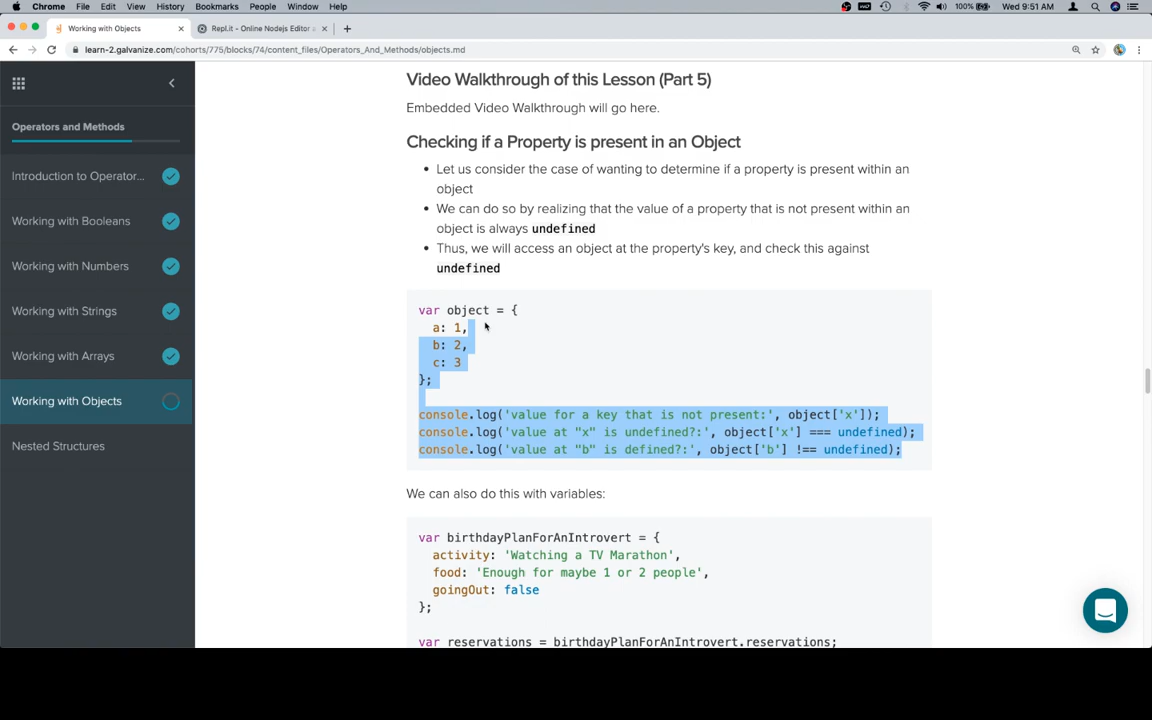 Chrome File Edit View History Bookmarks People Window Help 100% Wed 9:51 AM
Working with Objects
Repl.it - Online Nodejs Editor
learn-2.galvanize.com/cohorts/775/blocks/74/content_files/Operators_And_Methods/objects.md
Operators and Methods
Introduction to Operator...
Working with Booleans
Working with Numbers
Working with Strings
Working with Arrays
Working with Objects
Nested Structures
Video Walkthrough of this Lesson (Part 5)
Embedded Video Walkthrough will go here.
Checking if a Property is present in an Object
Let us consider the case of wanting to determine if a property is present within an
object
We can do so by realizing that the value of a property that is not present within an
object is always undefined
Thus, we will access an object at the property's key, and check this against
undefined
var object = {
a: 1,
b: 2,
c: 3
};
console.log('value for a key that is not present:', object['x']);
console.log('value at "x" is undefined?:', object['x'] === undefined);
console.log('value at "b" is defined?:', object['b'] !== undefined);
We can also do this with variables:
var birthdayPlanForAnIntrovert = {
activity: 'Watching a TV Marathon',
food: 'Enough for maybe 1 or 2 people',
goingOut: false
};
var reservations = birthdayPlanForAnIntrovert.reservations;